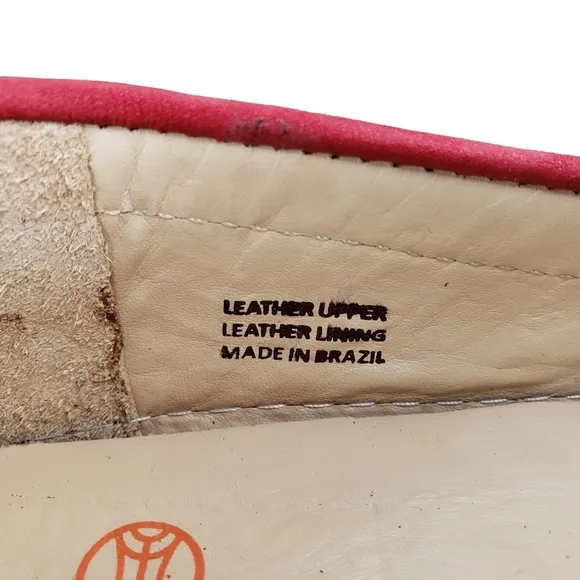 LEATHER UPPER
LEATHER LINING
MADE IN BRAZIL